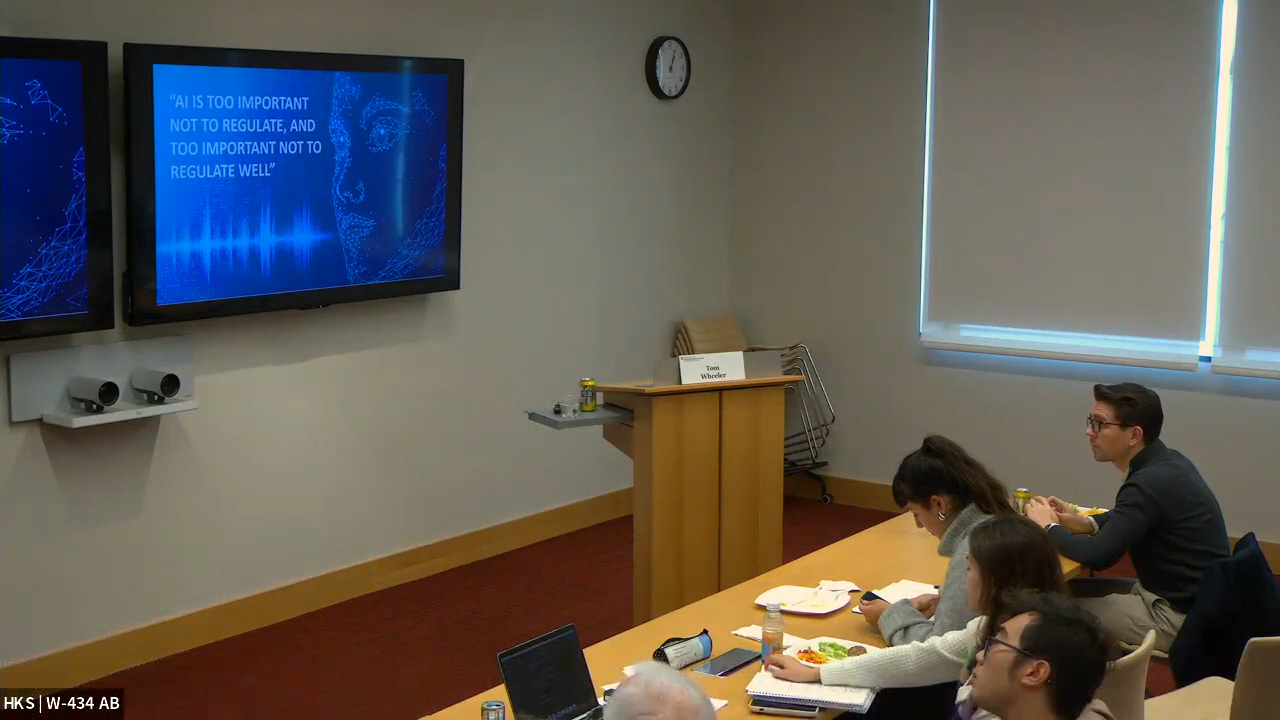 “AI IS TOO IMPORTANT
NOT TO REGULATE, AND
TOO IMPORTANT NOT TO
REGULATE WELL”
Tom
Wheeler
HKS | W-434 AB